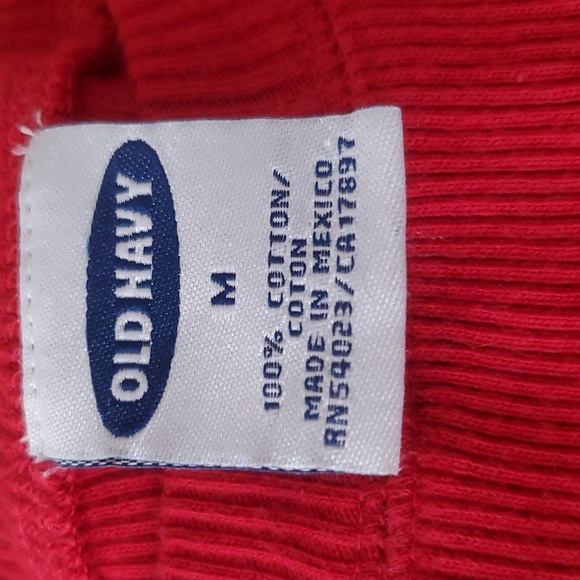 OLD NAVY
M
100% COTTON/
COTON
MADE IN MEXICO
RN54023/CA17897